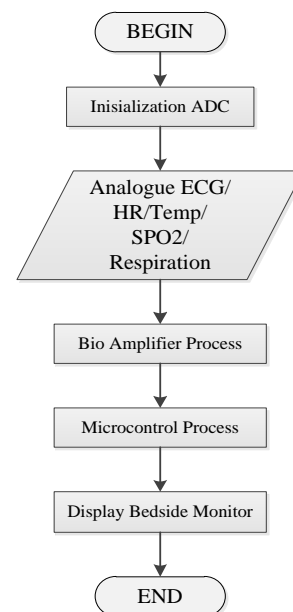 BEGIN
Inisialization ADC
Analogue ECG/
HR/Temp/
SPO2/
Respiration
Bio Amplifier Process
Microcontrol Process
Display Bedside Monitor
END